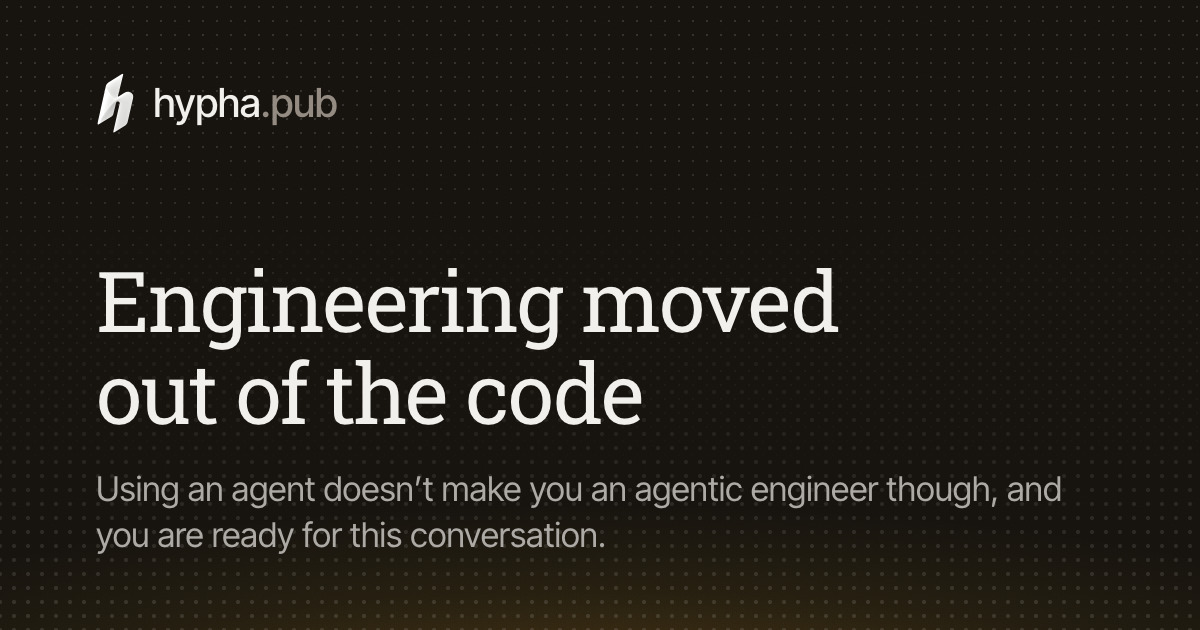 hypha.pub
Engineering moved
out of the code
Using an agent doesn’t make you an agentic engineer though, and
you are ready for this conversation.